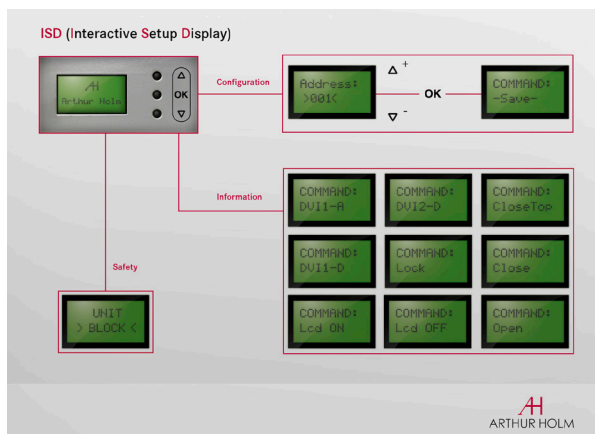 ISD (Interactive Setup Display)
AH
Arthur Holm
OK
Configuration
Address:
>001<
+
OK
-
COMMAND:
-Save-
Information
COMMAND:
DVI1-A
COMMAND:
DVI2-D
COMMAND:
CloseTop
COMMAND:
DVI1-D
COMMAND:
Lock
COMMAND:
Close
COMMAND:
Lcd ON
COMMAND:
Lcd OFF
COMMAND:
Open
Safety
UNIT
> BLOCK <
AH
ARTHUR HOLM